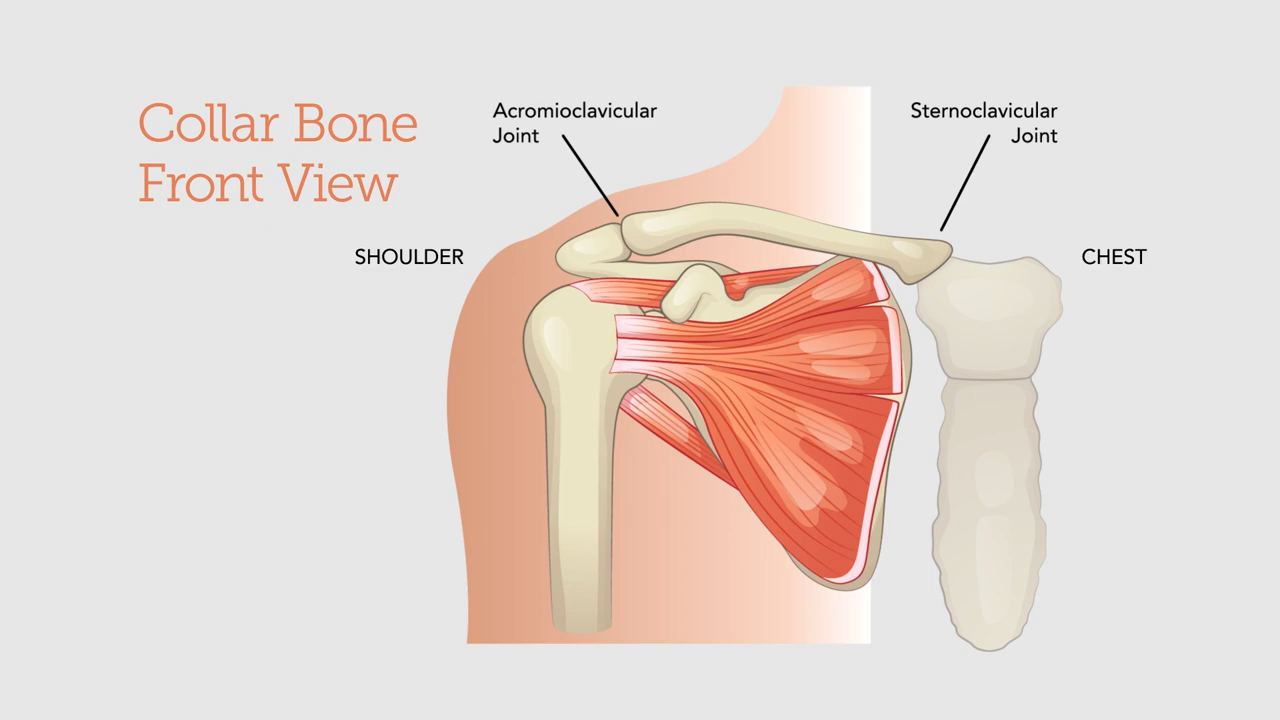 Collar Bone
Front View
Acromioclavicular
Joint
Sternoclavicular
Joint
SHOULDER
CHEST